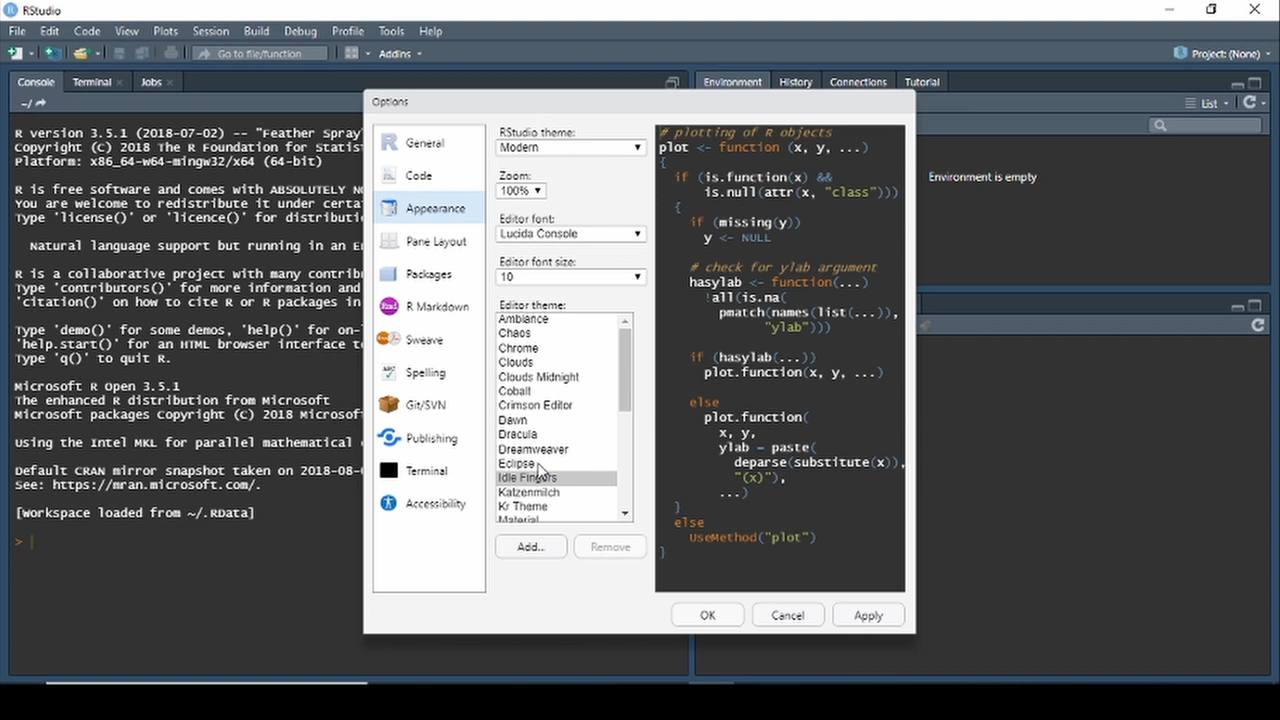 RStudio
File Edit Code View Plots Session Build Debug Profile Tools Help
Go to file/function Addins Project: (None)
Console Terminal Jobs
~/
R version 3.5.1 (2018-07-02) -- "Feather Spray
Copyright (C) 2018 The R Foundation for Statis
Platform: x86_64-w64-mingw32/x64 (64-bit)
R is free software and comes with ABSOLUTELY NO
You are welcome to redistribute it under certa
Type 'license()' or 'licence()' for distributi
Natural language support but running in an En
R is a collaborative project with many contrib
Type 'contributors()' for more information and
'citation()' on how to cite R or R packages in
Type 'demo()' for some demos, 'help()' for on-l
'help.start()' for an HTML browser interface to
Type 'q()' to quit R.
Microsoft R Open 3.5.1
The enhanced R distribution from Microsoft
Microsoft packages Copyright (C) 2018 Microsof
Using the Intel MKL for parallel mathematical
Default CRAN mirror snapshot taken on 2018-08-0
See: https://mran.microsoft.com/.
[Workspace loaded from ~/.RData]
>
Options
General
Code
Appearance
Pane Layout
Packages
R Markdown
Sweave
Spelling
Git/SVN
Publishing
Terminal
Accessibility
RStudio theme:
Modern
Zoom:
100%
Editor font:
Lucida Console
Editor font size:
10
Editor theme:
Ambiance
Chaos
Chrome
Clouds
Clouds Midnight
Cobalt
Crimson Editor
Dawn
Dracula
Dreamweaver
Eclipse
Idle Fingers
Katzenmilch
Kr Theme
Material
Add... Remove
# plotting of R objects
plot <- function (x, y, ...)
{
if (is.function(x) &&
is.null(attr(x, "class")))
{
if (missing(y))
y <- NULL
# check for ylab argument
hasylab <- function(...)
!all(is.na(
pmatch(names(list(...)),
"ylab")))
if (hasylab(...))
plot.function(x, y, ...)
else
plot.function(
x, y,
ylab = paste(
deparse(substitute(x)),
"(x)"),
...)
}
else
UseMethod("plot")
}
OK Cancel Apply
Environment History Connections Tutorial
List
Environment is empty